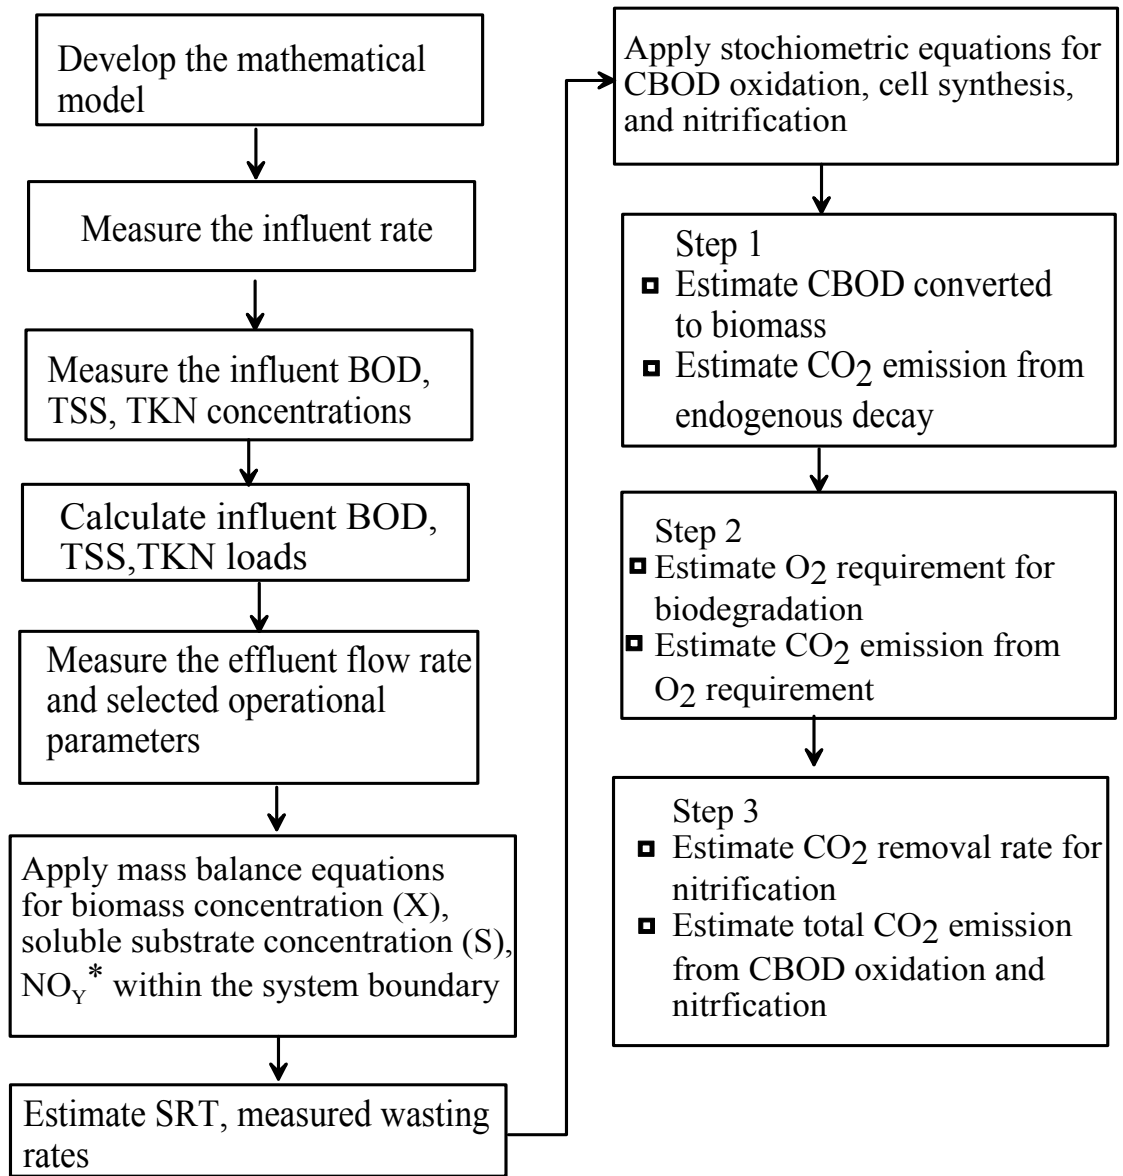 Develop the mathematical
model
Measure the influent rate
Measure the influent BOD,
TSS, TKN concentrations
Calculate influent BOD,
TSS,TKN loads
Measure the effluent flow rate
and selected operational
parameters
Apply mass balance equations
for biomass concentration (X),
soluble substrate concentration (S),
NOY* within the system boundary
Estimate SRT, measured wasting
rates
Apply stochiometric equations for
CBOD oxidation, cell synthesis,
and nitrification
Step 1
Estimate CBOD converted
to biomass
Estimate CO2 emission from
endogenous decay
Step 2
Estimate O2 requirement for
biodegradation
Estimate CO2 emission from
O2 requirement
Step 3
Estimate CO2 removal rate for
nitrification
Estimate total CO2 emission
from CBOD oxidation and
nitrfication